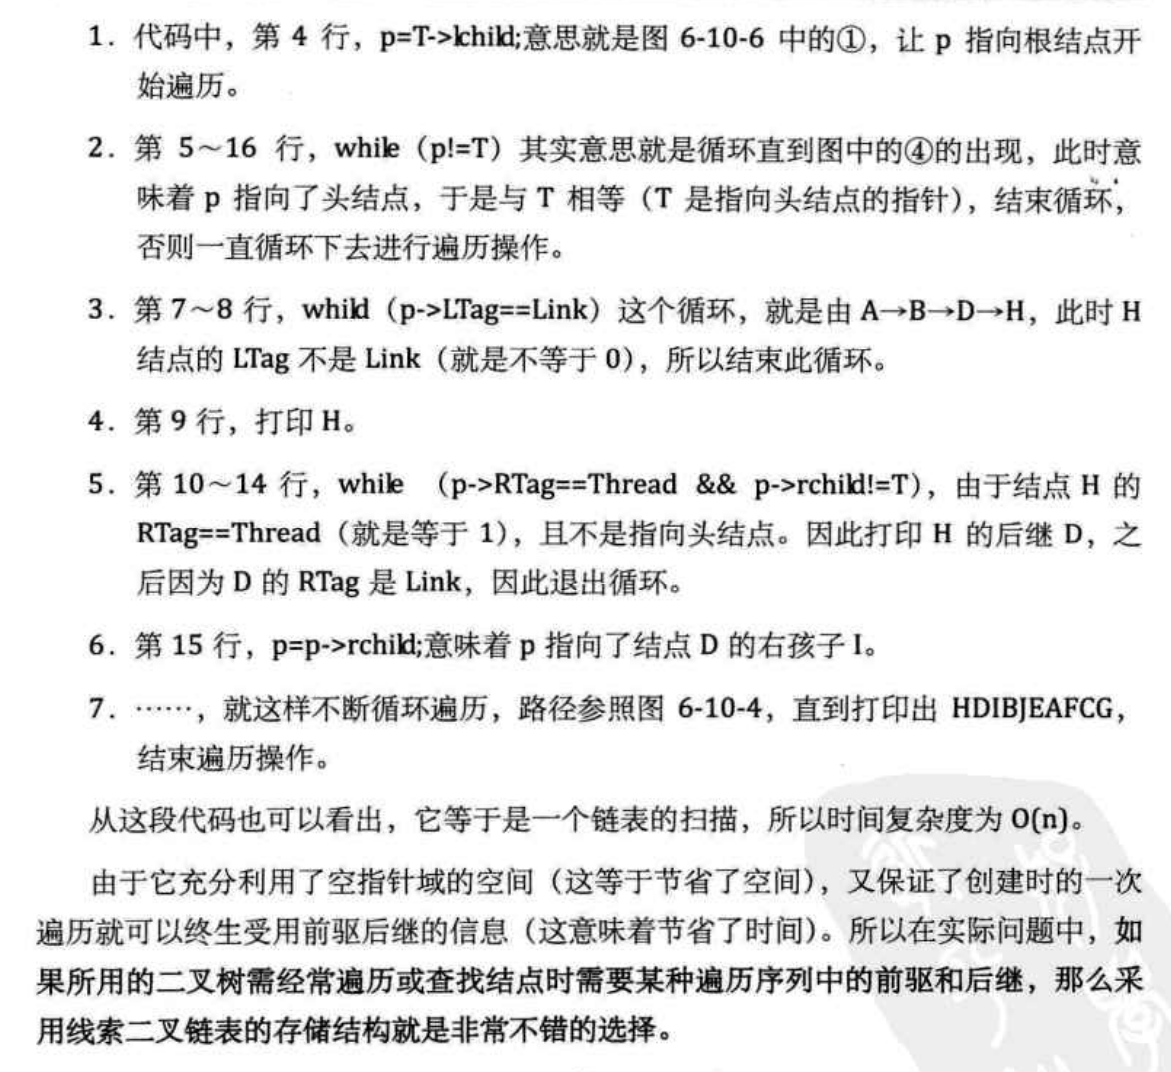 1. 代码中，第 4 行，p=T->lchild;意思就是图 6-10-6 中的①，让 p 指向根结点开
始遍历。
2. 第 5～16 行，while（p!=T）其实意思就是循环直到图中的④的出现，此时意
味着 p 指向了头结点，于是与 T 相等（T 是指向头结点的指针），结束循环，
否则一直循环下去进行遍历操作。
3. 第 7～8 行，whild（p->LTag==Link）这个循环，就是由 A→B→D→H，此时 H
结点的 LTag 不是 Link（就是不等于 0），所以结束此循环。
4. 第 9 行，打印 H。
5. 第 10～14 行，while （p->RTag==Thread && p->rchild!=T），由于结点 H 的
RTag==Thread（就是等于 1），且不是指向头结点。因此打印 H 的后继 D，之
后因为 D 的 RTag 是 Link，因此退出循环。
6. 第 15 行，p=p->rchild;意味着 p 指向了结点 D 的右孩子 I。
7. ……，就这样不断循环遍历，路径参照图 6-10-4，直到打印出 HDIBJEAFCG，
结束遍历操作。
从这段代码也可以看出，它等于是一个链表的扫描，所以时间复杂度为 O(n)。
由于它充分利用了空指针域的空间（这等于节省了空间），又保证了创建时的一次
遍历就可以终生受用前驱后继的信息（这意味着节省了时间）。所以在实际问题中，如
果所用的二叉树需经常遍历或查找结点时需要某种遍历序列中的前驱和后继，那么采
用线索二叉链表的存储结构就是非常不错的选择。